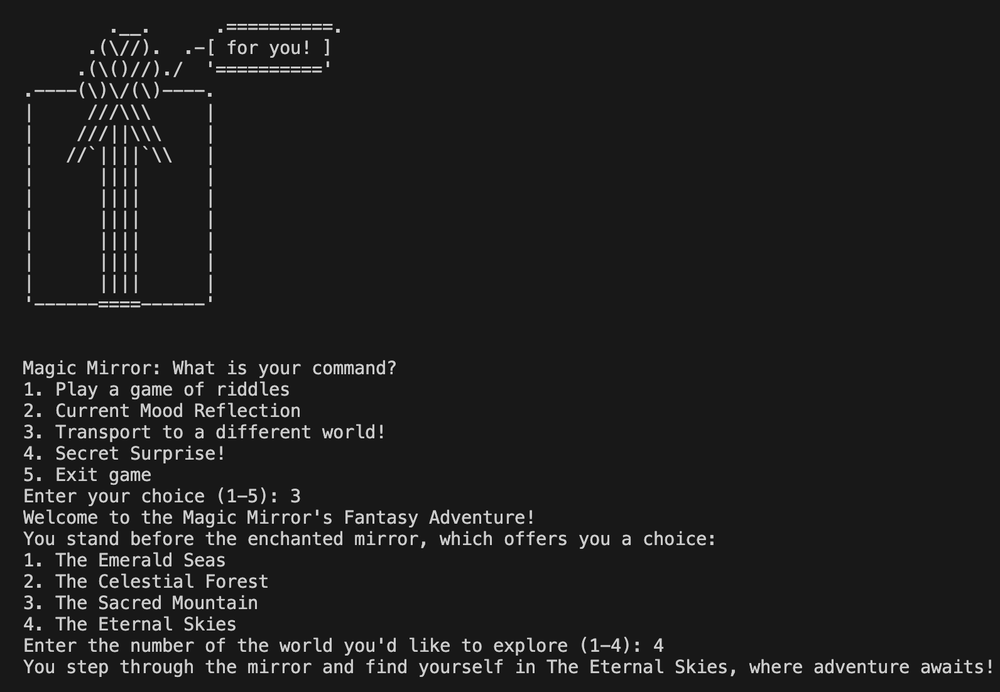 .__.      .==========.
      .(\//).  .-[ for you! ]
     .(\()//)./  '=========='
.----(\)\/(\)----.
|     ///\\\     |
|    ///||\\\    |
|   //`||||`\\   |
|      ||||      |
|      ||||      |
|      ||||      |
|      ||||      |
|      ||||      |
|      ||||      |
'------====------'
Magic Mirror: What is your command?
1. Play a game of riddles
2. Current Mood Reflection
3. Transport to a different world!
4. Secret Surprise!
5. Exit game
Enter your choice (1-5): 3
Welcome to the Magic Mirror's Fantasy Adventure!
You stand before the enchanted mirror, which offers you a choice:
1. The Emerald Seas
2. The Celestial Forest
3. The Sacred Mountain
4. The Eternal Skies
Enter the number of the world you'd like to explore (1-4): 4
You step through the mirror and find yourself in The Eternal Skies, where adventure awaits!